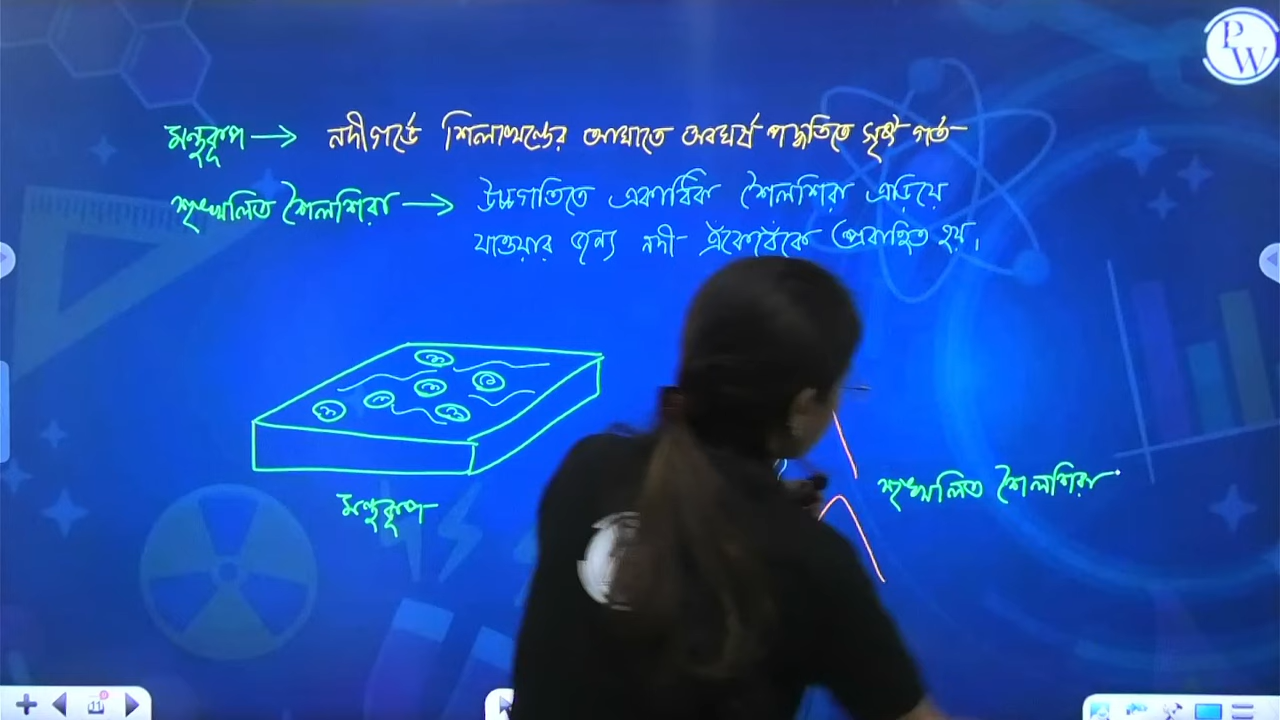 PW
মন্থকূপ → নদীগর্ভে শিলাখণ্ডের আঘাতে অবঘর্ষ পদ্ধতিতে সৃষ্ট গর্ত
শৃঙ্খলিত শৈলশিরা → উচ্চগতিতে একাধিক শৈলশিরা এড়িয়ে
যাওয়ার জন্য নদী এঁকেবেঁকে প্রবাহিত হয়।
মন্থকূপ
শৃঙ্খলিত শৈলশিরা
11